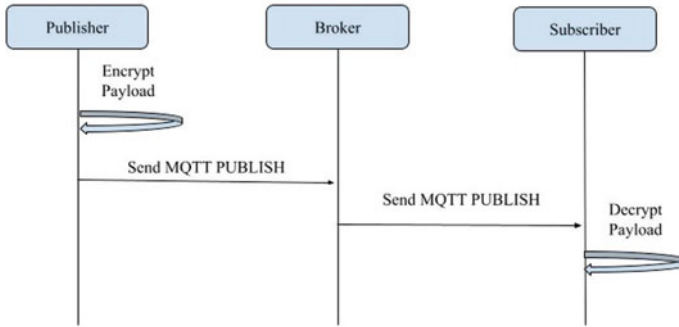 Publisher
Broker
Subscriber
Encrypt
Payload
Send MQTT PUBLISH
Send MQTT PUBLISH
Decrypt
Payload